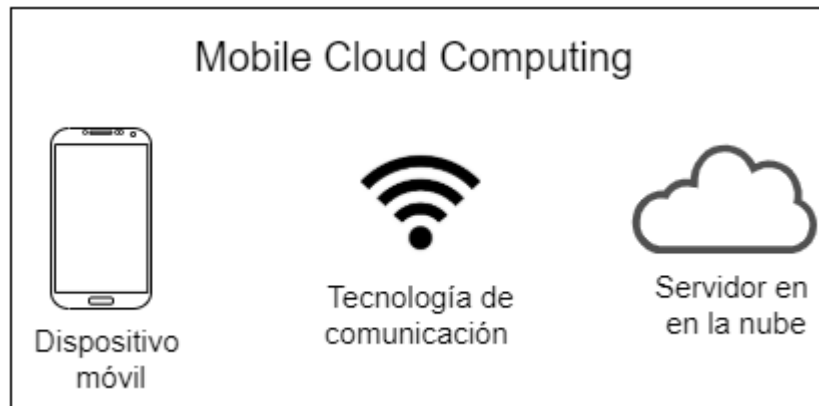 Mobile Cloud Computing
Dispositivo
móvil
Tecnología de
comunicación
Servidor en
en la nube